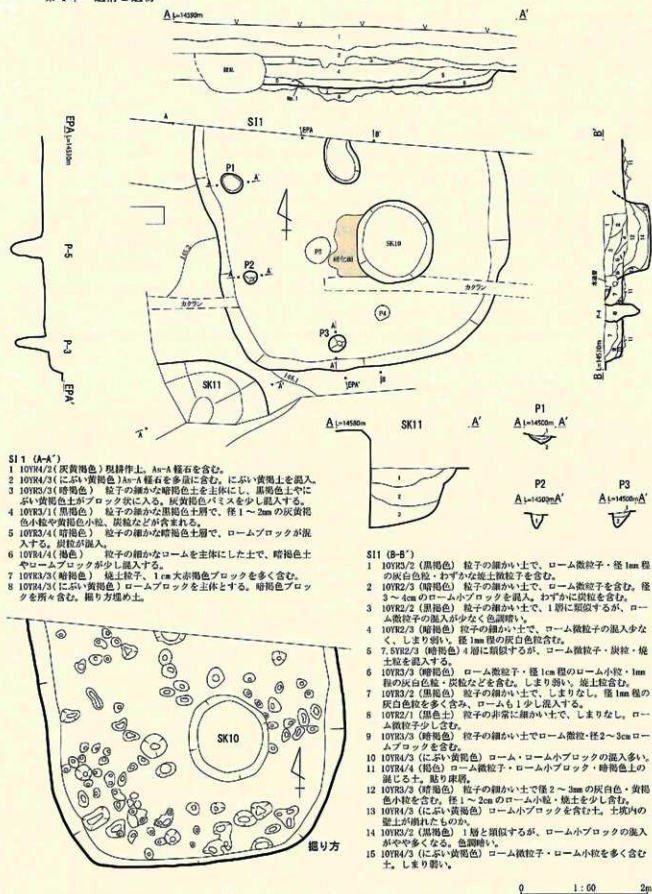 A L=14590m A'
SI1
EPA
B'
P1
P2
P3
P4
P5
SK10
硬化面
カクラン
カクラン
SK11
EPA L=14530m
P-5
P-3
EPA'
B L=14530m
SK11
A L=14580m A'
P1
A L=14500m A'
P2
A L=14500m A'
P3
A L=14500m A'
SI 1 (A-A')
1 10YR4/2(灰黄褐色) 現耕作土。As-A 軽石を含む。
2 10YR4/3(にぶい黄褐色)As-A 軽石を多量に含む。にぶい黄褐土を混入。
3 10YR3/3(暗褐色) 粒子の細かな暗褐色土を主体にし、黒褐色土やに
ぶい黄褐色土がブロック状に入る。灰黄褐色パミスを少し混入する。
4 10YR3/1(黒褐色) 粒子の細かな黒褐色土層で、径1～2mmの灰黄褐
色小粒や黄褐色小粒、炭粒などが含まれる。
5 10YR3/4(暗褐色) 粒子の細かな暗褐色土層で、ロームブロックが混
入する。炭粒が混入。
6 10YR4/4(褐色) 粒子の細かなロームを主体にした土で、暗褐色土
やロームブロックが少し混入する。
7 10YR3/3(暗褐色) 焼土粒子、1cm大赤褐色ブロックを多く含む。
8 10YR4/3(にぶい黄褐色)ロームブロックを主体とする。暗褐色ブロッ
クを所々含む。掘り方埋め土。
SI1 (B-B')
1 10YR3/2 (黒褐色) 粒子の細かい土で、ローム微粒子・径1mm程
の灰白色粒・わずかな焼土微粒子を含む。
2 10YR2/3 (暗褐色) 粒子の細かい土で、ローム微粒子を含む。径
3～4cmのローム小ブロックを混入。わずかに炭粒を含む。
3 10YR2/2 (黒褐色) 粒子の細かい土で、1層に類似するが、ロー
ム微粒子の混入が少なく色調暗い。
4 10YR2/3 (暗褐色) 粒子の細かい土で、ローム微粒子の混入少な
く、しまり弱い。径1mm程の灰白色粒含む。
5 7.5YR2/3 (暗褐色) 4層に類似するが、ローム微粒子・炭粒・焼
土粒を混入する。
6 10YR3/3 (暗褐色) ローム微粒子・径1cm程のローム小粒・1mm
程の灰白色粒・炭粒などを含む。しまり弱い。焼土粒含む。
7 10YR3/2 (黒褐色) 粒子の細かい土で、しまりなし。径1mm程の
灰白色粒を多く含み、ロームも1少し混入する。
8 10YR2/1 (黒色土) 粒子の非常に細かい土で、しまりなし。ロー
ム微粒子少し含む。
9 10YR3/3 (暗褐色) 粒子の細かい土でローム微粒・径2～3cmロー
ムブロックを含む。
10 10YR4/3 (にぶい黄褐色) ローム・ローム小ブロックの混入多い。
11 10YR4/4 (褐色) ローム微粒子・ローム小ブロック・暗褐色土の
混じる土。貼り床層。
12 10YR3/3 (暗褐色) 粒子の細かい土で径2～3mmの灰白色・黄褐
色小粒を含む。径1～2cmのローム小粒・焼土を少し含む。
13 10YR4/3 (にぶい黄褐色) ローム小ブロックを含む土。土坑内の
壁土が崩れたものか。
14 10YR3/2 (黒褐色) 1層と類似するが、ローム小ブロックの混入
がやや多くなる。色調暗い。
15 10YR4/3 (にぶい黄褐色) ローム微粒子・ローム小粒を多く含む
土。しまり弱い。
SK10
掘り方
0 1:60 2m